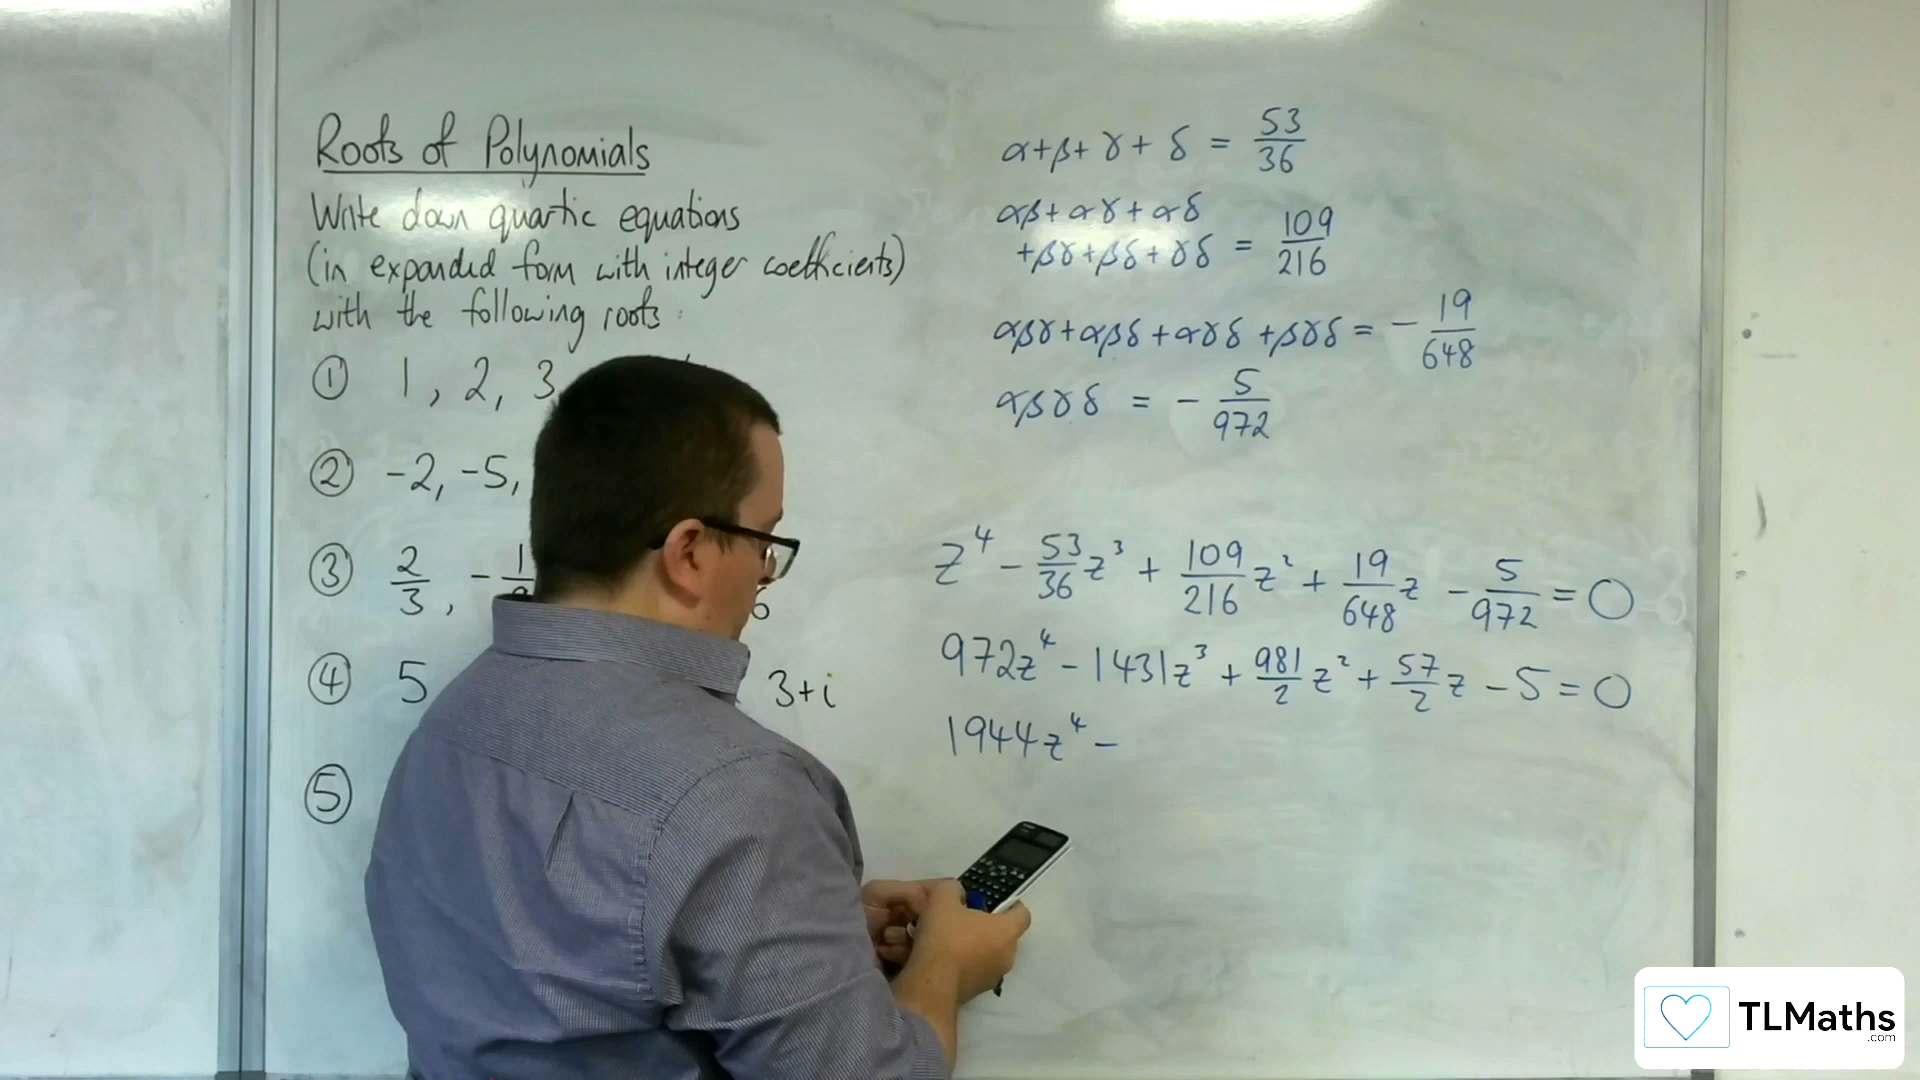 Roots of Polynomials
Write down quartic equations
(in expanded form with integer coefficients)
with the following roots:
① 1, 2, 3
② -2, -5,
③ 2/3, -1/
6
④ 5
3+i
⑤
α+β+γ+δ = 53/36
αβ+αγ+αδ
+βγ+βδ+γδ = 109/216
αβγ+αβδ+αγδ+βγδ = -19/648
αβγδ = -5/972
z⁴ - 53/36 z³ + 109/216 z² + 19/648 z - 5/972 = 0
972z⁴ - 1431z³ + 981/2 z² + 57/2 z - 5 = 0
1944z⁴ -
TLMaths
.com